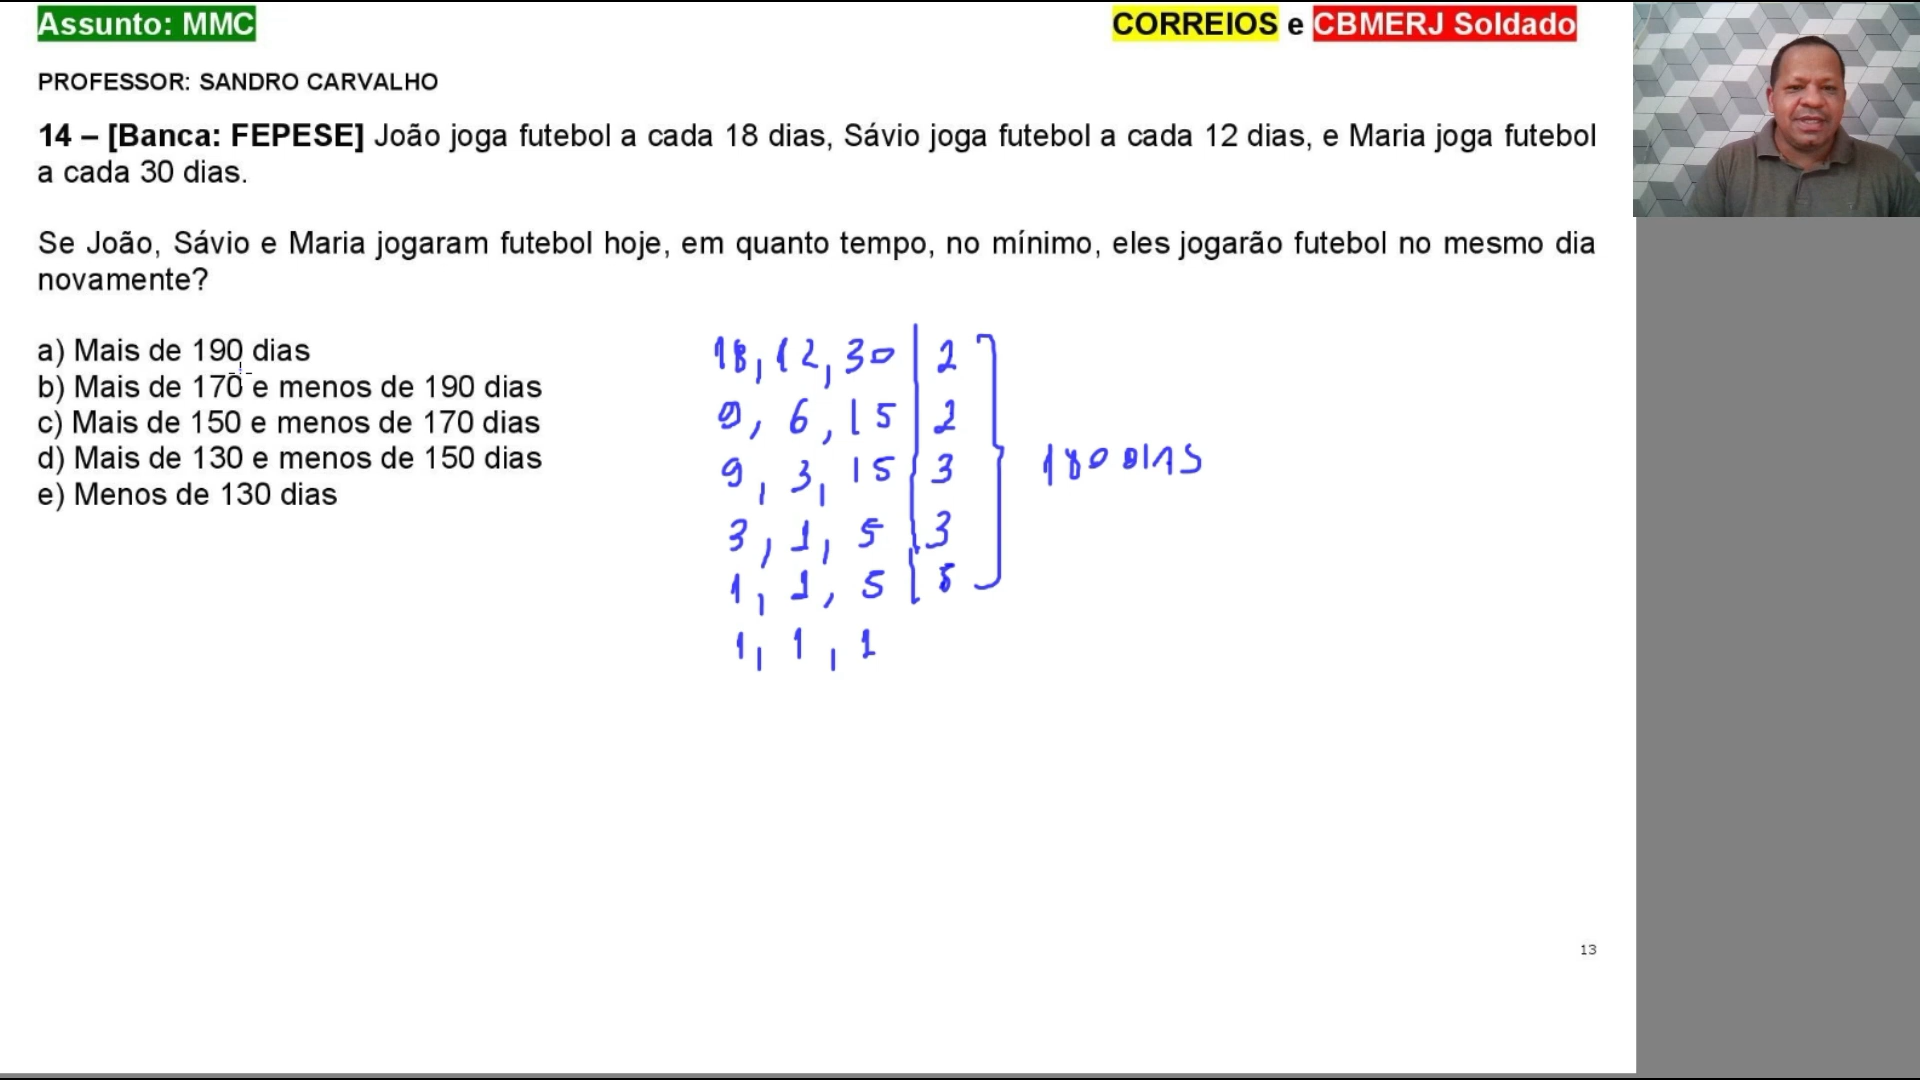 Assunto: MMC CORREIOS e CBMERJ Soldado
PROFESSOR: SANDRO CARVALHO
14 – [Banca: FEPESE] João joga futebol a cada 18 dias, Sávio joga futebol a cada 12 dias, e Maria joga futebol
a cada 30 dias.
Se João, Sávio e Maria jogaram futebol hoje, em quanto tempo, no mínimo, eles jogarão futebol no mesmo dia
novamente?
a) Mais de 190 dias
b) Mais de 170 e menos de 190 dias
c) Mais de 150 e menos de 170 dias
d) Mais de 130 e menos de 150 dias
e) Menos de 130 dias
18, 12, 30 | 2
9, 6, 15 | 2
9, 3, 15 | 3
3, 1, 5 | 3
1, 1, 5 | 5
1, 1, 1
180 DIAS
13